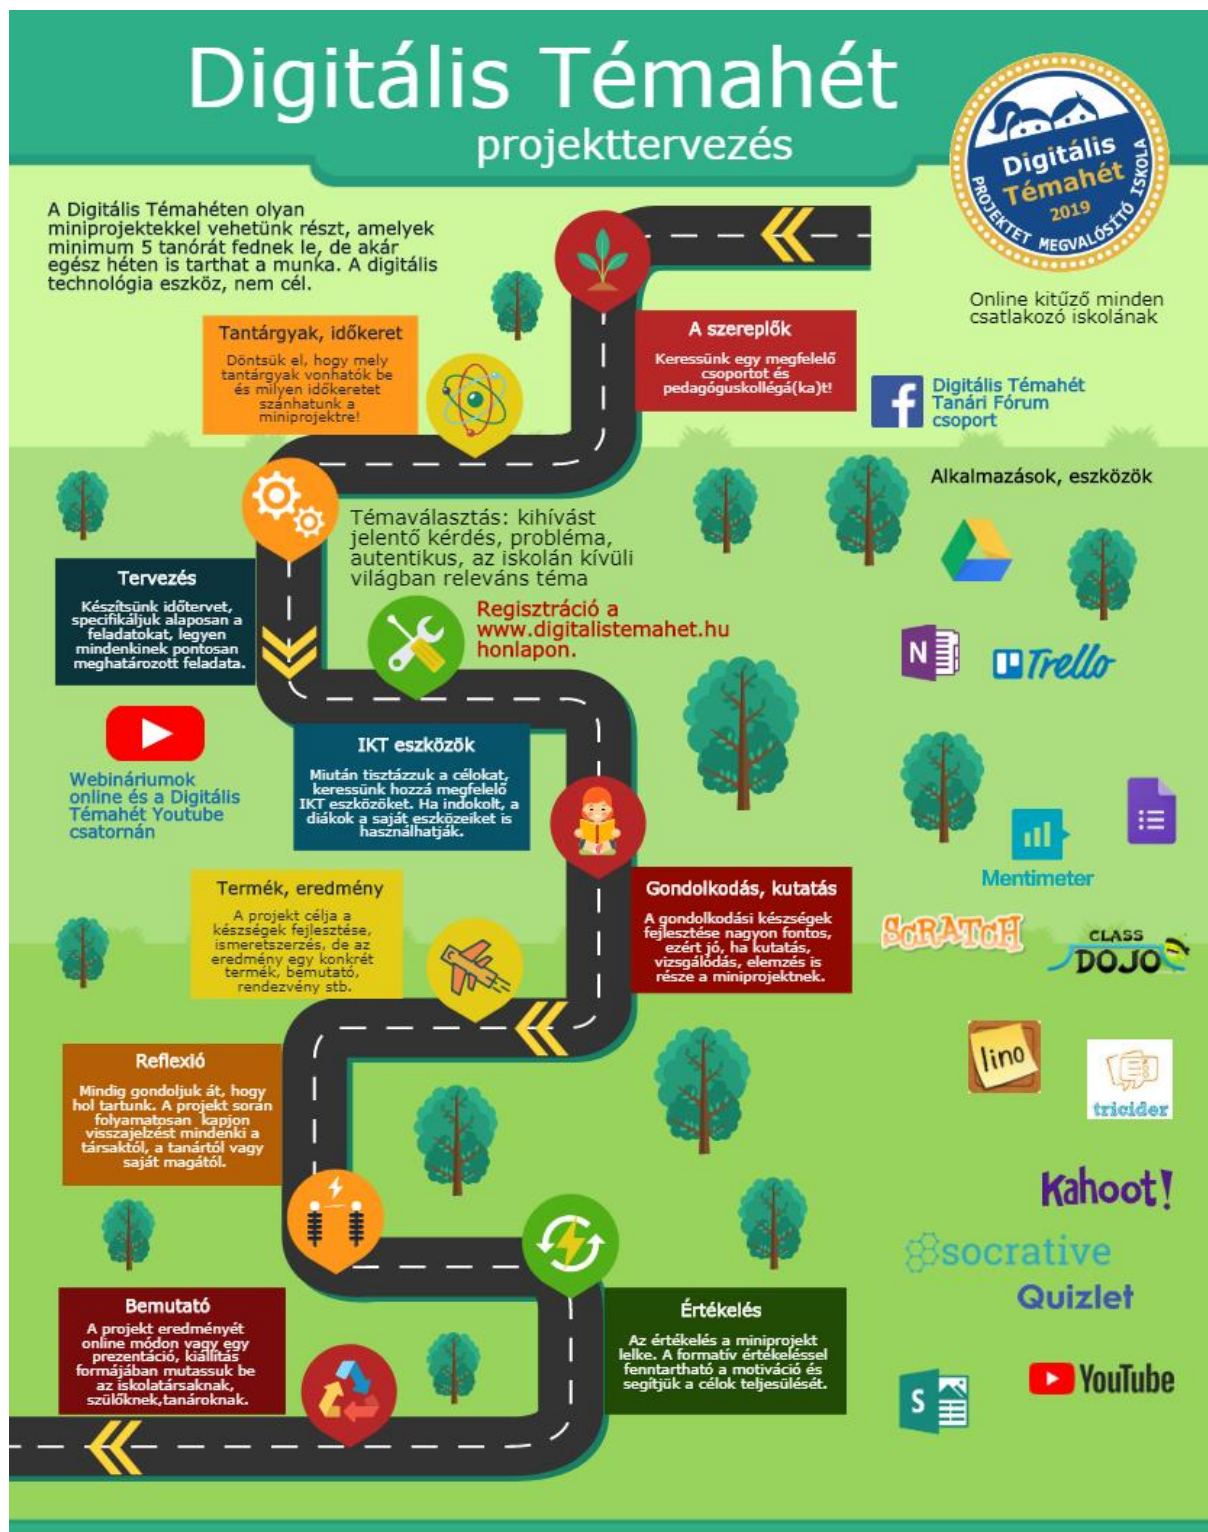 Digitális Témahét
projekttervezés
Digitális
Témahét
2019
PROJEKTET MEGVALÓSÍTÓ ISKOLA
A Digitális Témahéten olyan
miniprojektekkel vehetünk részt, amelyek
minimum 5 tanórát fednek le, de akár
egész héten is tarthat a munka. A digitális
technológia eszköz, nem cél.
Online kitűző minden
csatlakozó iskolának
Tantárgyak, időkeret
Döntsük el, hogy mely
tantárgyak vonhatók be
és milyen időkeretet
szánhatunk a
miniprojektre!
A szereplők
Keressünk egy megfelelő
csoportot és
pedagóguskollégá(ka)t!
f
Digitális Témahét
Tanári Fórum
csoport
Alkalmazások, eszközök
Témaválasztás: kihívást
jelentő kérdés, probléma,
autentikus, az iskolán kívüli
világban releváns téma
Tervezés
Készítsünk időtervet,
specifikáljuk alaposan a
feladatokat, legyen
mindenkinek pontosan
meghatározott feladata.
Regisztráció a
www.digitalistemahet.hu
honlapon.
N
Trello
Webináriumok
online és a Digitális
Témahét Youtube
csatornán
IKT eszközök
Miután tisztázzuk a célokat,
keressünk hozzá megfelelő
IKT eszközöket. Ha indokolt, a
diákok a saját eszközeiket is
használhatják.
Mentimeter
Termék, eredmény
A projekt célja a
készségek fejlesztése,
ismeretszerzés, de az
eredmény egy konkrét
termék, bemutató,
rendezvény stb.
Gondolkodás, kutatás
A gondolkodási készségek
fejlesztése nagyon fontos,
ezért jó, ha kutatás,
vizsgálódás, elemzés is
része a miniprojektnek.
SCRATCH
CLASS
DOJO
lino
tricider
Reflexió
Mindig gondoljuk át, hogy
hol tartunk. A projekt során
folyamatosan kapjon
visszajelzést mindenki a
társaktól, a tanártól vagy
saját magától.
Kahoot!
socrative
Quizlet
Bemutató
A projekt eredményét
online módon vagy egy
prezentáció, kiállítás
formájában mutassuk be
az iskolatársaknak,
szülőknek,tanároknak.
Értékelés
Az értékelés a miniprojekt
lelke. A formatív értékeléssel
fenntartható a motiváció és
segítjük a célok teljesülését.
S
YouTube